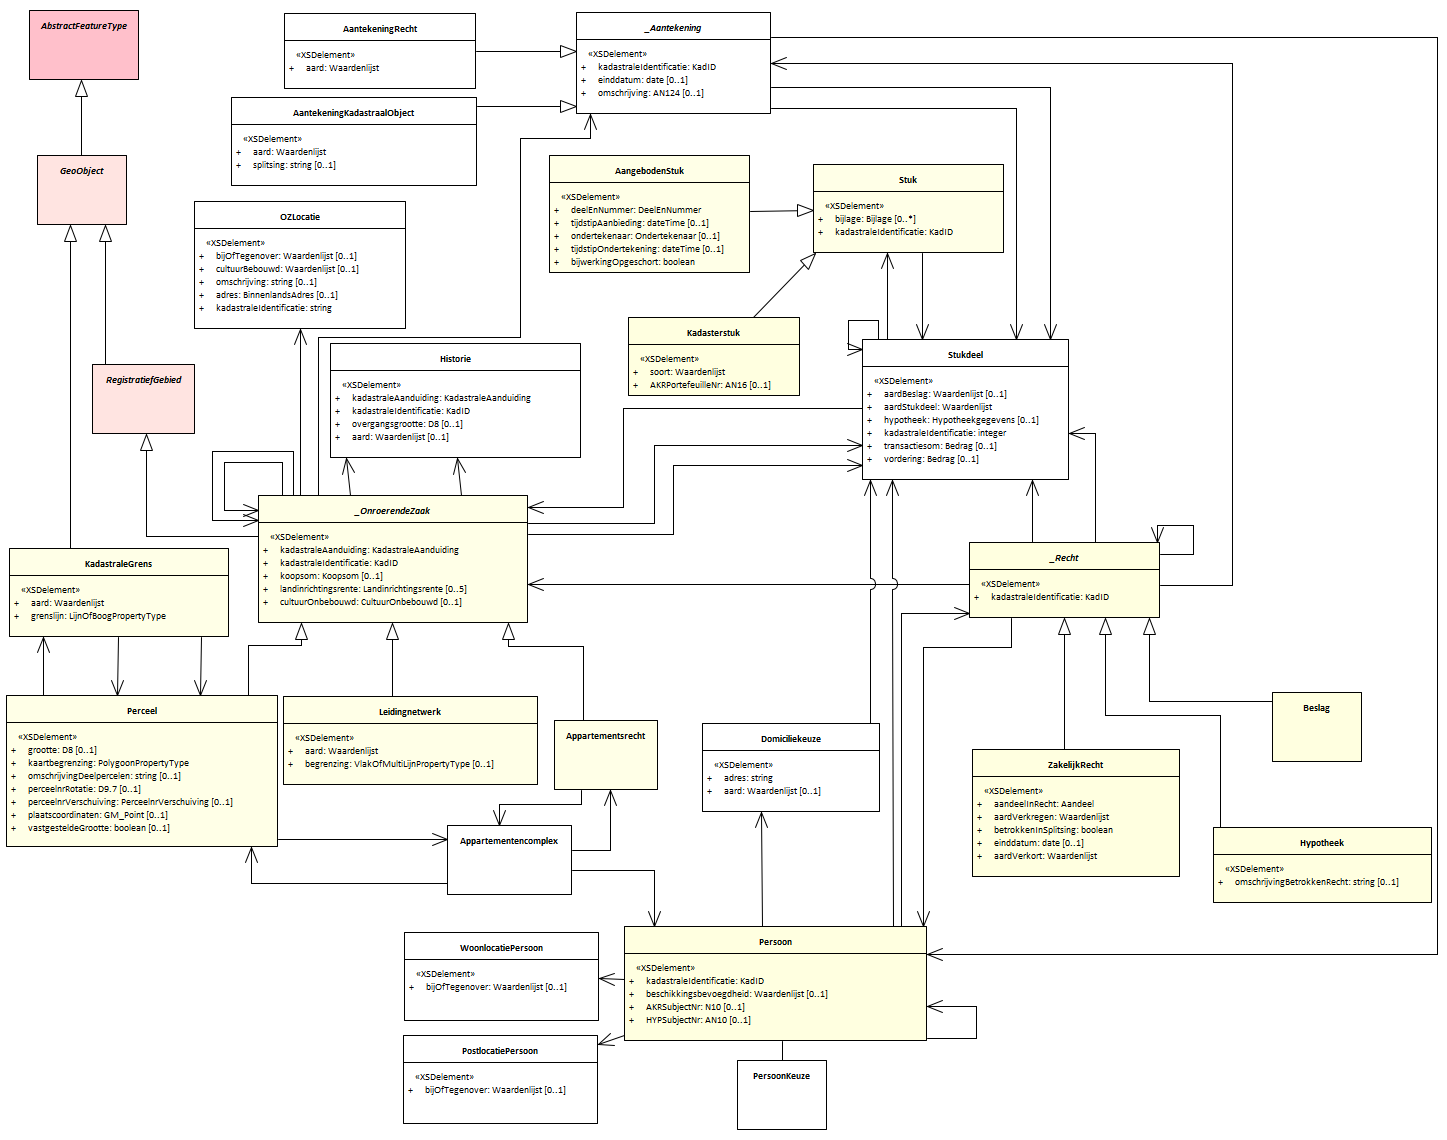 AbstractFeatureType
AantekeningRecht
«XSDelement»
+ aard: Waardenlijst
_Aantekening
«XSDelement»
+ kadastraleIdentificatie: KadID
+ einddatum: date [0..1]
+ omschrijving: AN124 [0..1]
AantekeningKadastraalObject
«XSDelement»
+ aard: Waardenlijst
+ splitsing: string [0..1]
GeoObject
AangebodenStuk
«XSDelement»
+ deelEnNummer: DeelEnNummer
+ tijdstipAanbieding: dateTime [0..1]
+ ondertekenaar: Ondertekenaar [0..1]
+ tijdstipOndertekening: dateTime [0..1]
+ bijwerkingOpgeschort: boolean
Stuk
«XSDelement»
+ bijlage: Bijlage [0..*]
+ kadastraleIdentificatie: KadID
OZLocatie
«XSDelement»
+ bijOfTegenover: Waardenlijst [0..1]
+ cultuurBebouwd: Waardenlijst [0..1]
+ omschrijving: string [0..1]
+ adres: BinnenlandsAdres [0..1]
+ kadastraleIdentificatie: string
Kadasterstuk
«XSDelement»
+ soort: Waardenlijst
+ AKRPortefeuilleNr: AN16 [0..1]
Historie
«XSDelement»
+ kadastraleAanduiding: KadastraleAanduiding
+ kadastraleIdentificatie: KadID
+ overgangsgrootte: D8 [0..1]
+ aard: Waardenlijst [0..1]
Stukdeel
«XSDelement»
+ aardBeslag: Waardenlijst [0..1]
+ aardStukdeel: Waardenlijst
+ hypotheek: Hypotheekgegevens [0..1]
+ kadastraleIdentificatie: integer
+ transactiesom: Bedrag [0..1]
+ vordering: Bedrag [0..1]
RegistratiefGebied
_OnroerendeZaak
«XSDelement»
+ kadastraleAanduiding: KadastraleAanduiding
+ kadastraleIdentificatie: KadID
+ koopsom: Koopsom [0..1]
+ landinrichtingsrente: Landinrichtingsrente [0..5]
+ cultuurOnbebouwd: CultuurOnbebouwd [0..1]
KadastraleGrens
«XSDelement»
+ aard: Waardenlijst
+ grenslijn: LijnOfBoogPropertyType
_Recht
«XSDelement»
+ kadastraleIdentificatie: KadID
Perceel
«XSDelement»
+ grootte: D8 [0..1]
+ kaartbegrenzing: PolygoonPropertyType
+ omschrijvingDeelpercelen: string [0..1]
+ perceelnrRotatie: D9.7 [0..1]
+ perceelnrVerschuiving: PerceelnrVerschuiving [0..1]
+ plaatscoordinaten: GM_Point [0..1]
+ vastgesteldeGrootte: boolean [0..1]
Leidingnetwerk
«XSDelement»
+ aard: Waardenlijst
+ begrenzing: VlakOfMultiLijnPropertyType [0..1]
Appartementsrecht
Domiciliekeuze
«XSDelement»
+ adres: string
+ aard: Waardenlijst [0..1]
Beslag
ZakelijkRecht
«XSDelement»
+ aandeelInRecht: Aandeel
+ aardVerkregen: Waardenlijst
+ betrokkenInSplitsing: boolean
+ einddatum: date [0..1]
+ aardVerkort: Waardenlijst
Appartementencomplex
Hypotheek
«XSDelement»
+ omschrijvingBetrokkenRecht: string [0..1]
WoonlocatiePersoon
«XSDelement»
+ bijOfTegenover: Waardenlijst [0..1]
Persoon
«XSDelement»
+ kadastraleIdentificatie: KadID
+ beschikkingsbevoegdheid: Waardenlijst [0..1]
+ AKRSubjectNr: N10 [0..1]
+ HYPSubjectNr: AN10 [0..1]
PostlocatiePersoon
«XSDelement»
+ bijOfTegenover: Waardenlijst [0..1]
PersoonKeuze